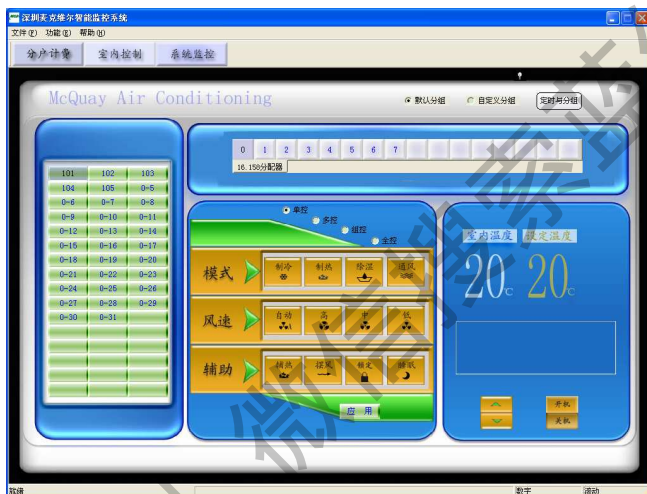 深圳麦克维尔智能监控系统
文件(F) 功能(E) 帮助(H)
分户计量 室内控制 系统监控
McQuay Air Conditioning
默认分组 自定义分组 定时与分组
0 1 2 3 4 5 6 7
16.158分配器
101 102 103
104 105 0-5
0-6 0-7 0-8
0-9 0-10 0-11
0-12 0-13 0-14
0-15 0-16 0-17
0-18 0-19 0-20
0-21 0-22 0-23
0-24 0-25 0-26
0-27 0-28 0-29
0-30 0-31
单控
多控
组控
全控
模式 制冷 制热 除湿 通风
风速 自动 高 中 低
辅助 辅热 摆风 锁定 睡眠
应 用
室内温度 设定温度
20℃ 20℃
开机
关机
就绪 数字 滚动
微信搜索蓝